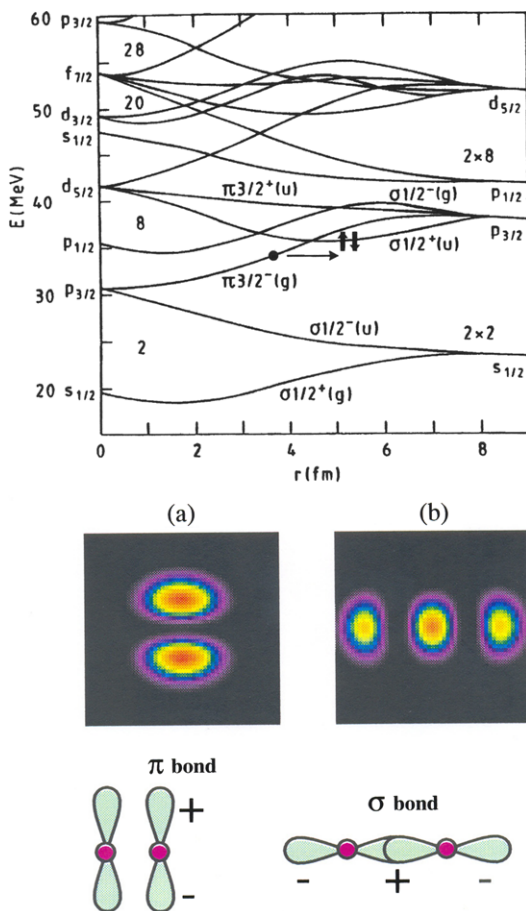 60
p3/2
28
f7/2
20
d3/2
50
d5/2
s1/2
2×8
E(MeV)
d5/2
π3/2⁺(u)
σ1/2⁻(g)
p1/2
40
8
p3/2
p1/2
σ1/2⁺(u)
π3/2⁻(g)
p3/2
30
2
σ1/2⁻(u)
2×2
s1/2
s1/2
20
σ1/2⁺(g)
0 2 4 6 8
r(fm)
(a) (b)
π bond
σ bond
+
-
- + -